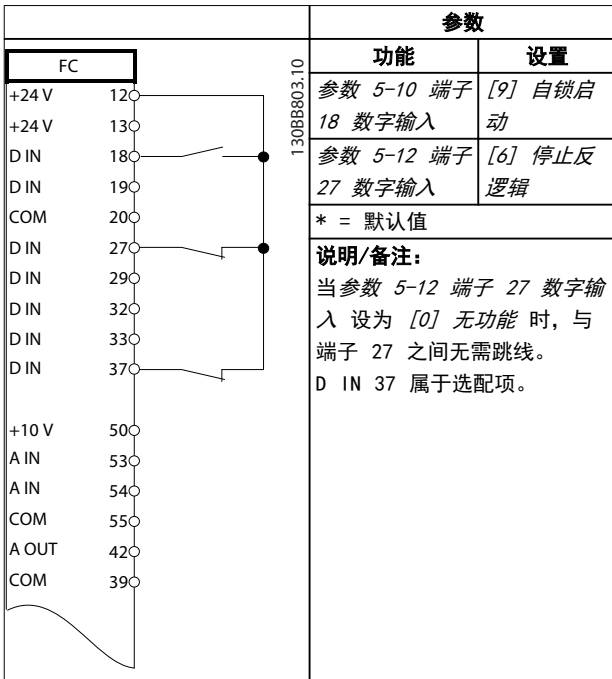 FC
+24 V 12
+24 V 13
D IN 18
D IN 19
COM 20
D IN 27
D IN 29
D IN 32
D IN 33
D IN 37
+10 V 50
A IN 53
A IN 54
COM 55
A OUT 42
COM 39
130BB803.10
参数
功能 设置
参数 5-10 端子 [9] 自锁启
18 数字输入 动
参数 5-12 端子 [6] 停止反
27 数字输入 逻辑
* = 默认值
说明/备注：
当参数 5-12 端子 27 数字输
入 设为 [0] 无功能 时，与
端子 27 之间无需跳线。
D IN 37 属于选配项。